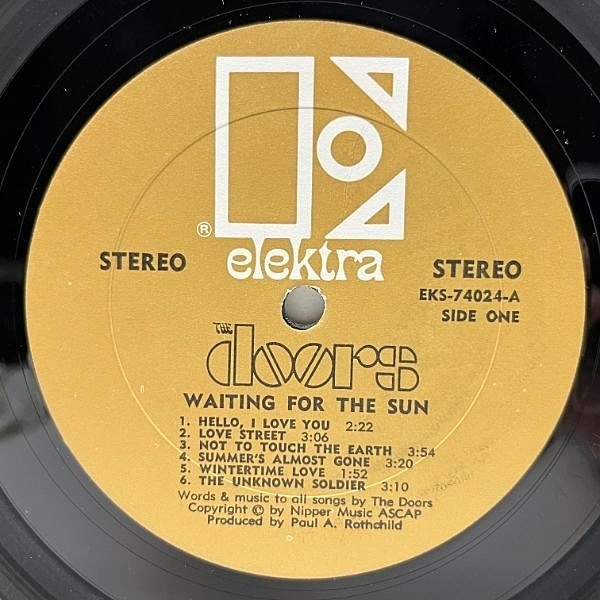 ®
elektra
STEREO
STEREO
EKS-74024-A
SIDE ONE
THE
doors
WAITING FOR THE SUN
1. HELLO, I LOVE YOU 2:22
2. LOVE STREET 3:06
3. NOT TO TOUCH THE EARTH 3:54
4. SUMMER'S ALMOST GONE 3:20
5. WINTERTIME LOVE 1:52
6. THE UNKNOWN SOLDIER 3:10
Words & music to all songs by The Doors
Copyright © by Nipper Music ASCAP
Produced by Paul A. Rothchild